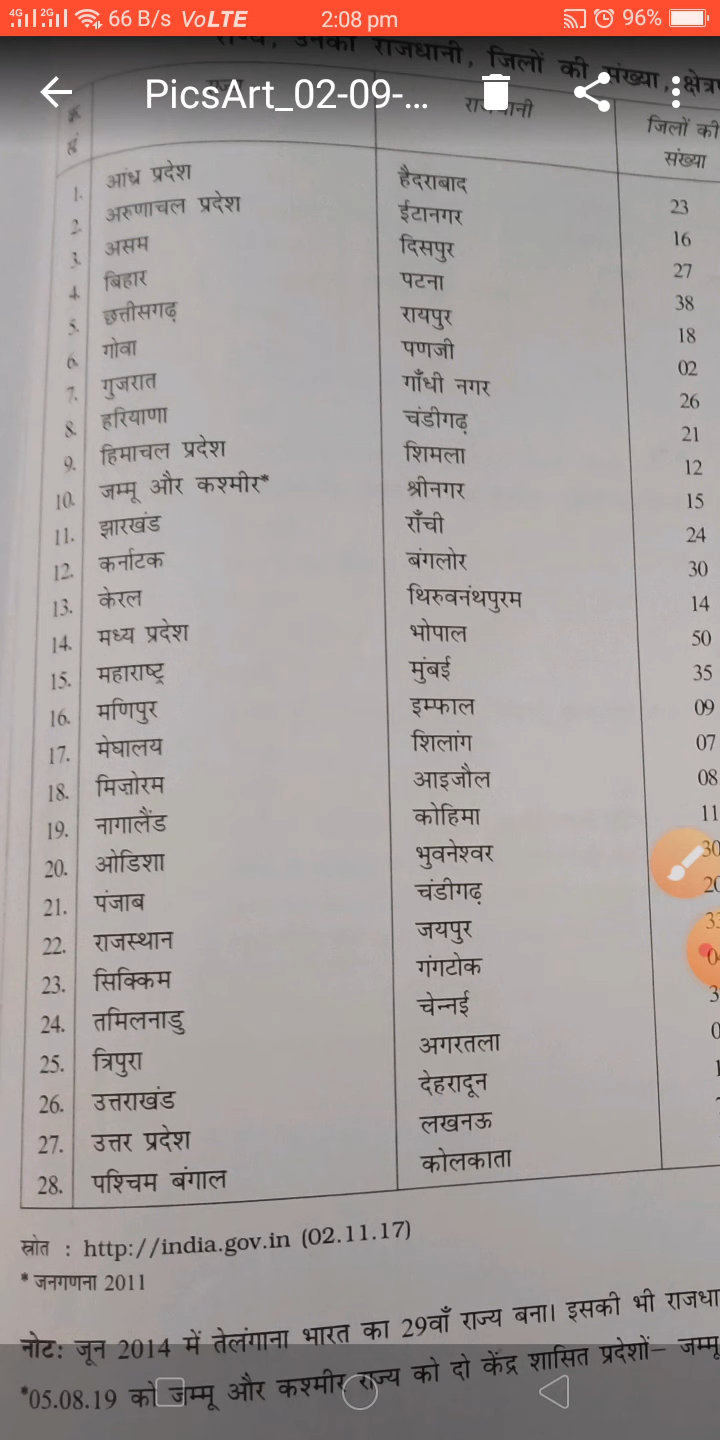 4G 2G 66 B/s VoLTE 2:08 pm 96%
राज्य, उनकी राजधानी, जिलों की संख्या, क्षेत्रफ
PicsArt_02-09-...
राजधानी जिलों की
संख्या
1. आंध्र प्रदेश हैदराबाद 23
2. अरुणाचल प्रदेश ईटानगर 16
3. असम दिसपुर 27
4. बिहार पटना 38
5. छत्तीसगढ़ रायपुर 18
6. गोवा पणजी 02
7. गुजरात गाँधी नगर 26
8. हरियाणा चंडीगढ़ 21
9. हिमाचल प्रदेश शिमला 12
10. जम्मू और कश्मीर* श्रीनगर 15
11. झारखंड राँची 24
12. कर्नाटक बंगलोर 30
13. केरल थिरुवनंथपुरम 14
14. मध्य प्रदेश भोपाल 50
15. महाराष्ट्र मुंबई 35
16. मणिपुर इम्फाल 09
17. मेघालय शिलांग 07
18. मिज़ोरम आइजौल 08
19. नागालैंड कोहिमा 11
20. ओडिशा भुवनेश्वर 30
21. पंजाब चंडीगढ़
22. राजस्थान जयपुर
23. सिक्किम गंगटोक
24. तमिलनाडु चेन्नई
25. त्रिपुरा अगरतला
26. उत्तराखंड देहरादून
27. उत्तर प्रदेश लखनऊ
28. पश्चिम बंगाल कोलकाता
स्रोत : http://india.gov.in (02.11.17)
* जनगणना 2011
नोट: जून 2014 में तेलंगाना भारत का 29वाँ राज्य बना। इसकी भी राजधा
*05.08.19 को जम्मू और कश्मीर राज्य को दो केंद्र शासित प्रदेशों– जम्मू